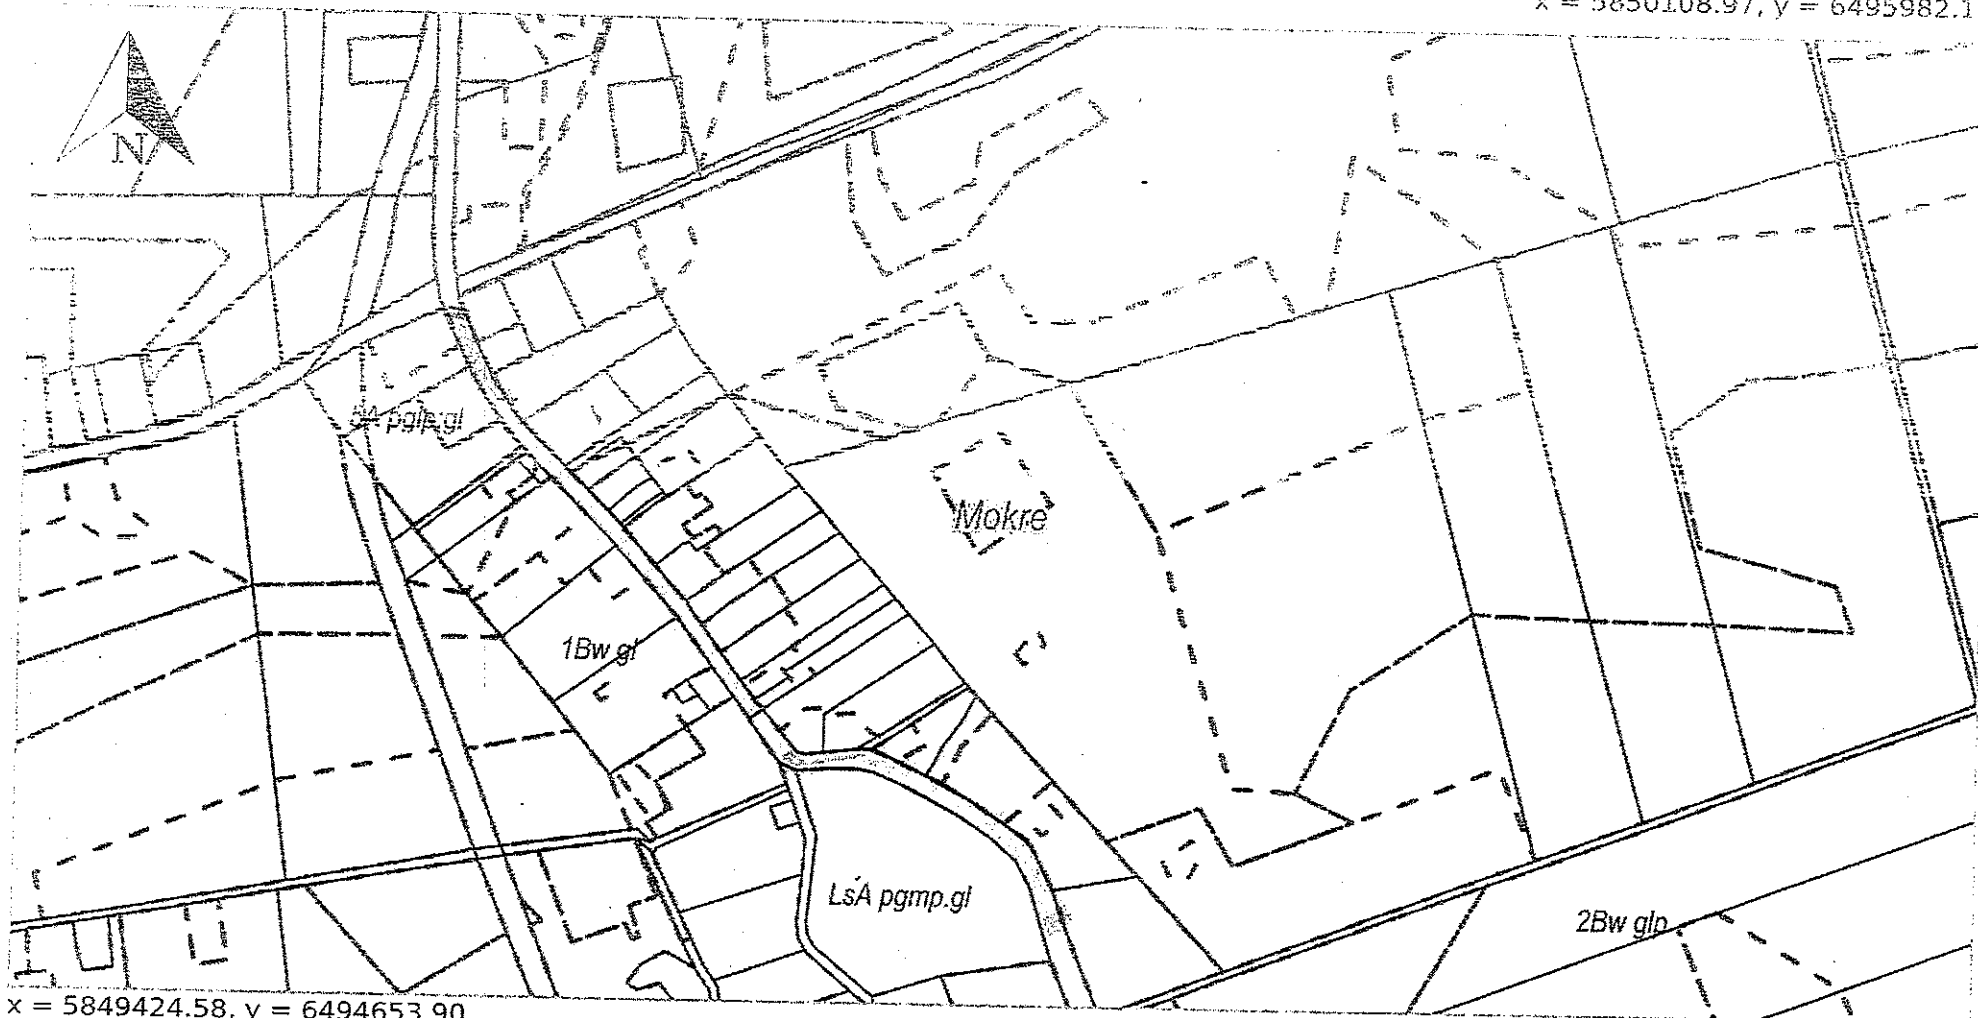 x = 5850108.97, y = 6495982.1
N
A pglp.gl
Mokre
1Bw gl
LsA pgmp.gl
2Bw glp
x = 5849424.58, y = 6494653.90